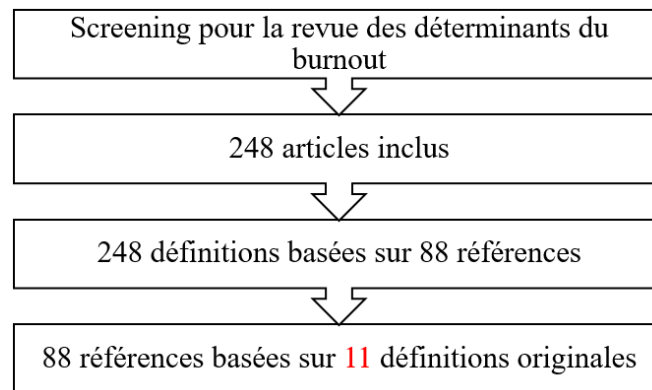 Screening pour la revue des déterminants du
burnout
248 articles inclus
248 définitions basées sur 88 références
88 références basées sur 11 définitions originales